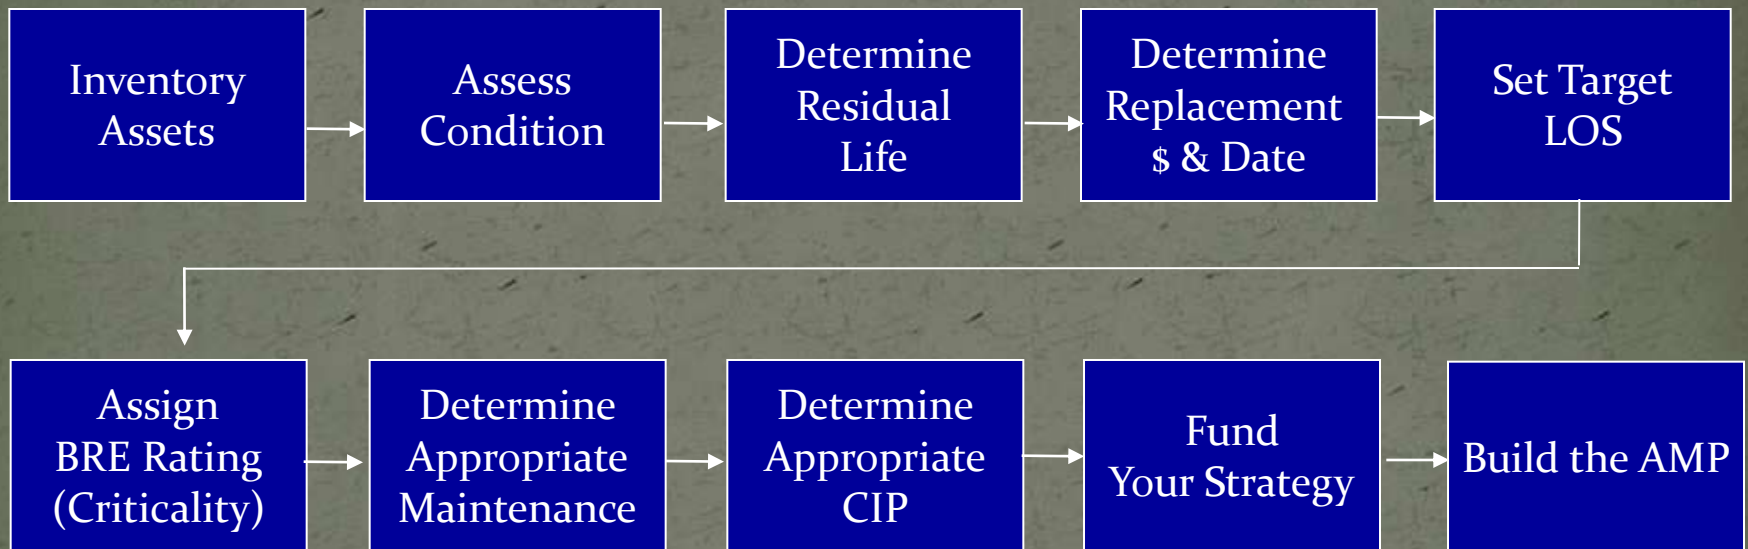 Inventory
Assets
Assess
Condition
Determine
Residual
Life
Determine
Replacement
$ & Date
Set Target
LOS
Assign
BRE Rating
(Criticality)
Determine
Appropriate
Maintenance
Determine
Appropriate
CIP
Fund
Your Strategy
Build the AMP